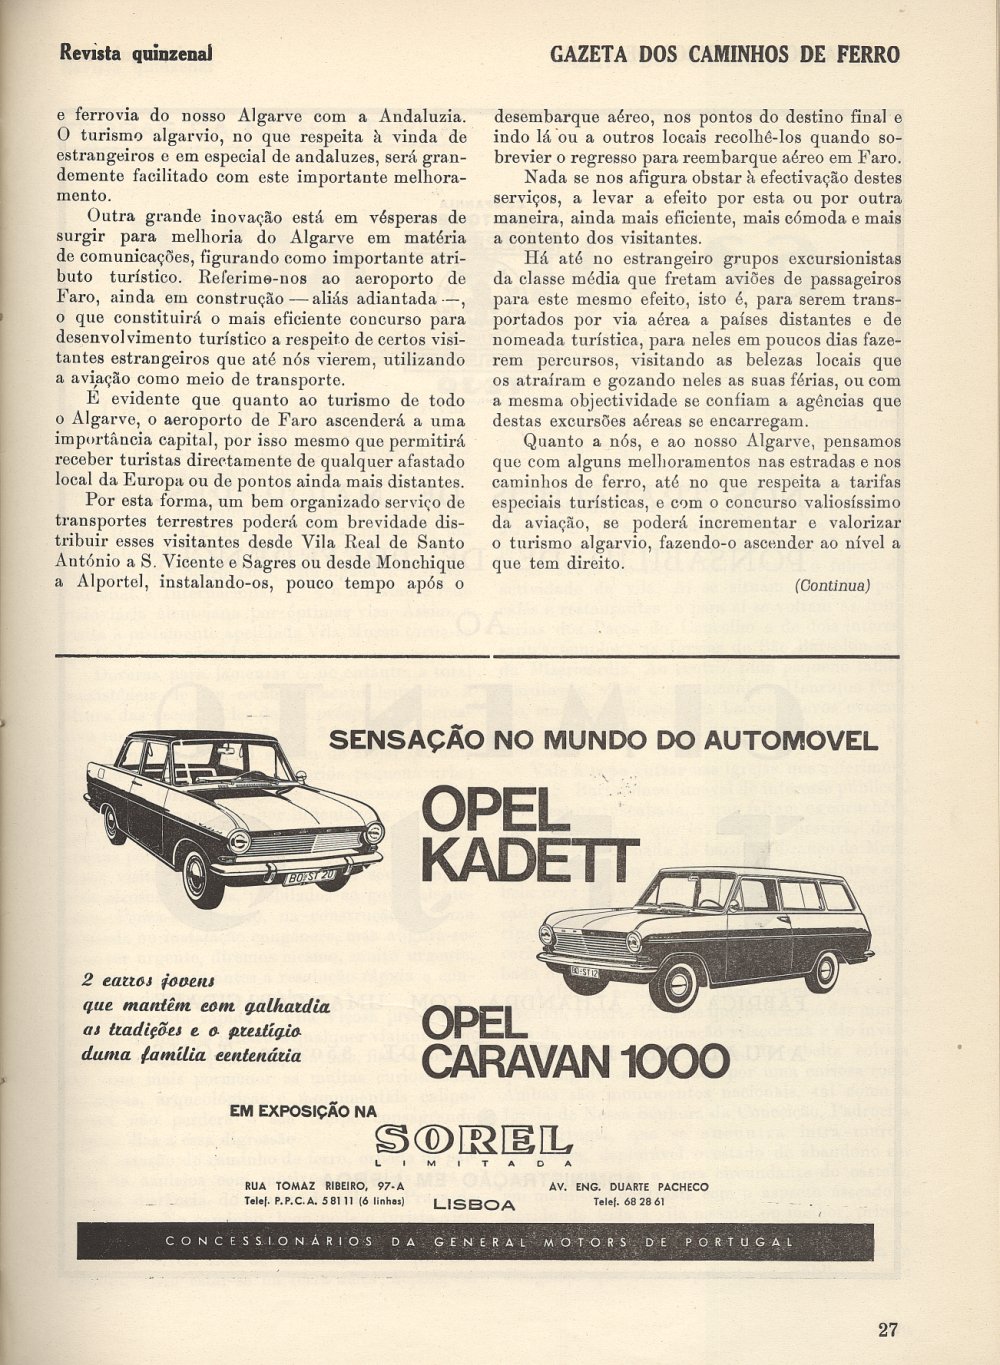 Revista quinzenal
GAZETA DOS CAMINHOS DE FERRO
e ferrovia do nosso Algarve com a Andaluzia.
O turismo algarvio, no que respeita à vinda de
estrangeiros e em especial de andaluzes, será gran-
demente facilitado com este importante melhora-
mento.
Outra grande inovação está em vésperas de
surgir para melhoria do Algarve em matéria
de comunicações, figurando como importante atri-
buto turístico. Referimo-nos ao aeroporto de
Faro, ainda em construção — aliás adiantada —,
o que constituirá o mais eficiente concurso para
desenvolvimento turístico a respeito de certos visi-
tantes estrangeiros que até nós vierem, utilizando
a aviação como meio de transporte.
É evidente que quanto ao turismo de todo
o Algarve, o aeroporto de Faro ascenderá a uma
importância capital, por isso mesmo que permitirá
receber turistas directamente de qualquer afastado
local da Europa ou de pontos ainda mais distantes.
Por esta forma, um bem organizado serviço de
transportes terrestres poderá com brevidade dis-
tribuir esses visitantes desde Vila Real de Santo
António a S. Vicente e Sagres ou desde Monchique
a Alportel, instalando-os, pouco tempo após o
desembarque aéreo, nos pontos do destino final e
indo lá ou a outros locais recolhê-los quando so-
brevier o regresso para reembarque aéreo em Faro.
Nada se nos afigura obstar à efectivação destes
serviços, a levar a efeito por esta ou por outra
maneira, ainda mais eficiente, mais cómoda e mais
a contento dos visitantes.
Há até no estrangeiro grupos excursionistas
da classe média que fretam aviões de passageiros
para este mesmo efeito, isto é, para serem trans-
portados por via aérea a países distantes e de
nomeada turística, para neles em poucos dias faze-
rem percursos, visitando as belezas locais que
os atraíram e gozando neles as suas férias, ou com
a mesma objectividade se confiam a agências que
destas excursões aéreas se encarregam.
Quanto a nós, e ao nosso Algarve, pensamos
que com alguns melhoramentos nas estradas e nos
caminhos de ferro, até no que respeita a tarifas
especiais turísticas, e com o concurso valiosíssimo
da aviação, se poderá incrementar e valorizar
o turismo algarvio, fazendo-o ascender ao nível a
que tem direito.
(Continua)
SENSAÇÃO NO MUNDO DO AUTOMOVEL
OPEL
KADETT
BO-ST 20
BO-ST 12
2 carros jovens
que mantêm com galhardia
as tradições e o prestígio
duma família centenária
OPEL
CARAVAN 1000
EM EXPOSIÇÃO NA
SOREL
LIMITADA
RUA TOMAZ RIBEIRO, 97-A
Telef. P.P.C.A. 58111 (6 linhas)
LISBOA
AV. ENG. DUARTE PACHECO
Telef. 68 28 61
CONCESSIONÁRIOS DA GENERAL MOTORS DE PORTUGAL
27